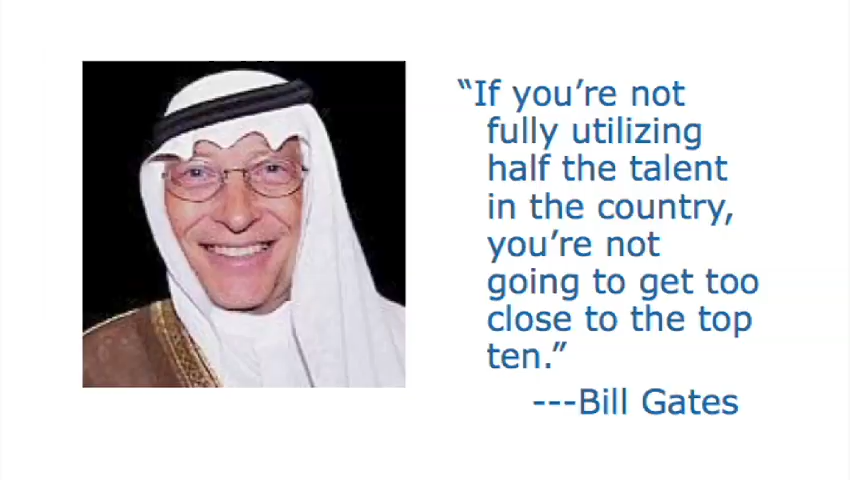 “If you’re not
fully utilizing
half the talent
in the country,
you’re not
going to get too
close to the top
ten.”
---Bill Gates